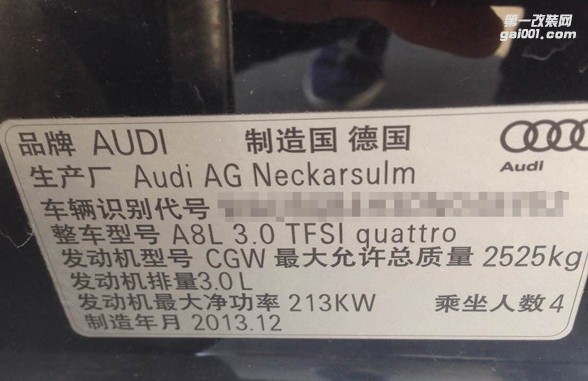 第一改装网
gai001.com
品牌 AUDI 制造国 德国
Audi
生产厂 Audi AG Neckarsulm
车辆识别代号
整车型号 A8L 3.0 TFSI quattro
发动机型号 CGW 最大允许总质量 2525kg
发动机排量3.0L
发动机最大净功率 213KW 乘坐人数4
制造年月 2013.12